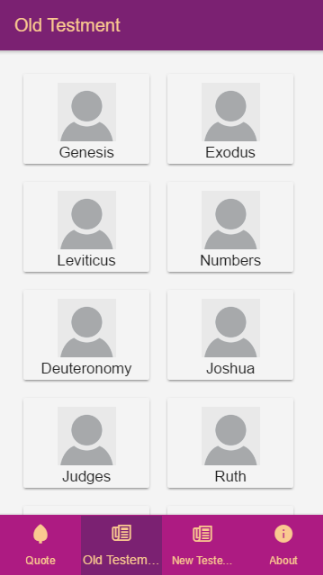 Old Testment
Genesis Exodus
Leviticus Numbers
Deuteronomy Joshua
Judges Ruth
Quote Old Testem... New Teste... About